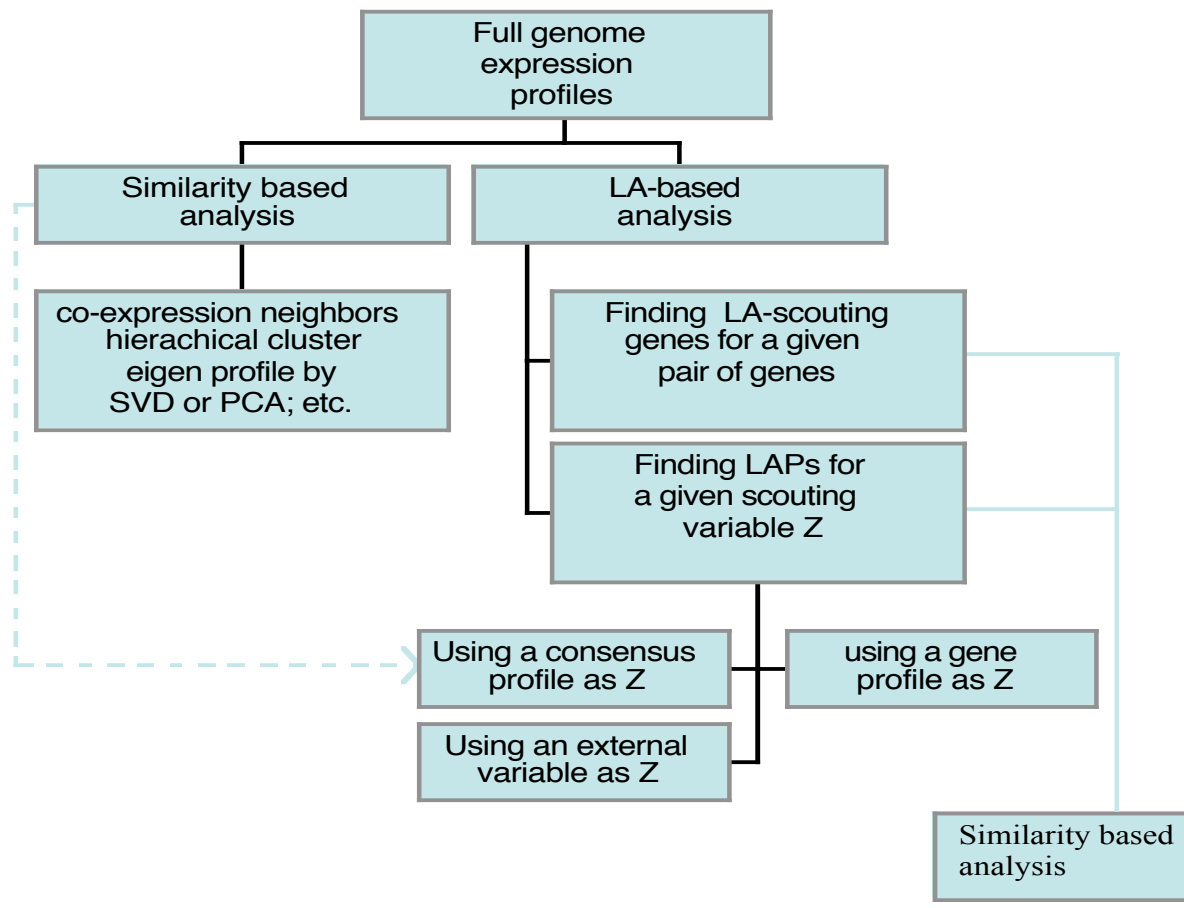 Full genome
expression
profiles
Similarity based
analysis
LA-based
analysis
co-expression neighbors
hierachical cluster
eigen profile by
SVD or PCA; etc.
Finding LA-scouting
genes for a given
pair of genes
Finding LAPs for
a given scouting
variable Z
Using a consensus
profile as Z
using a gene
profile as Z
Using an external
variable as Z
Similarity based
analysis